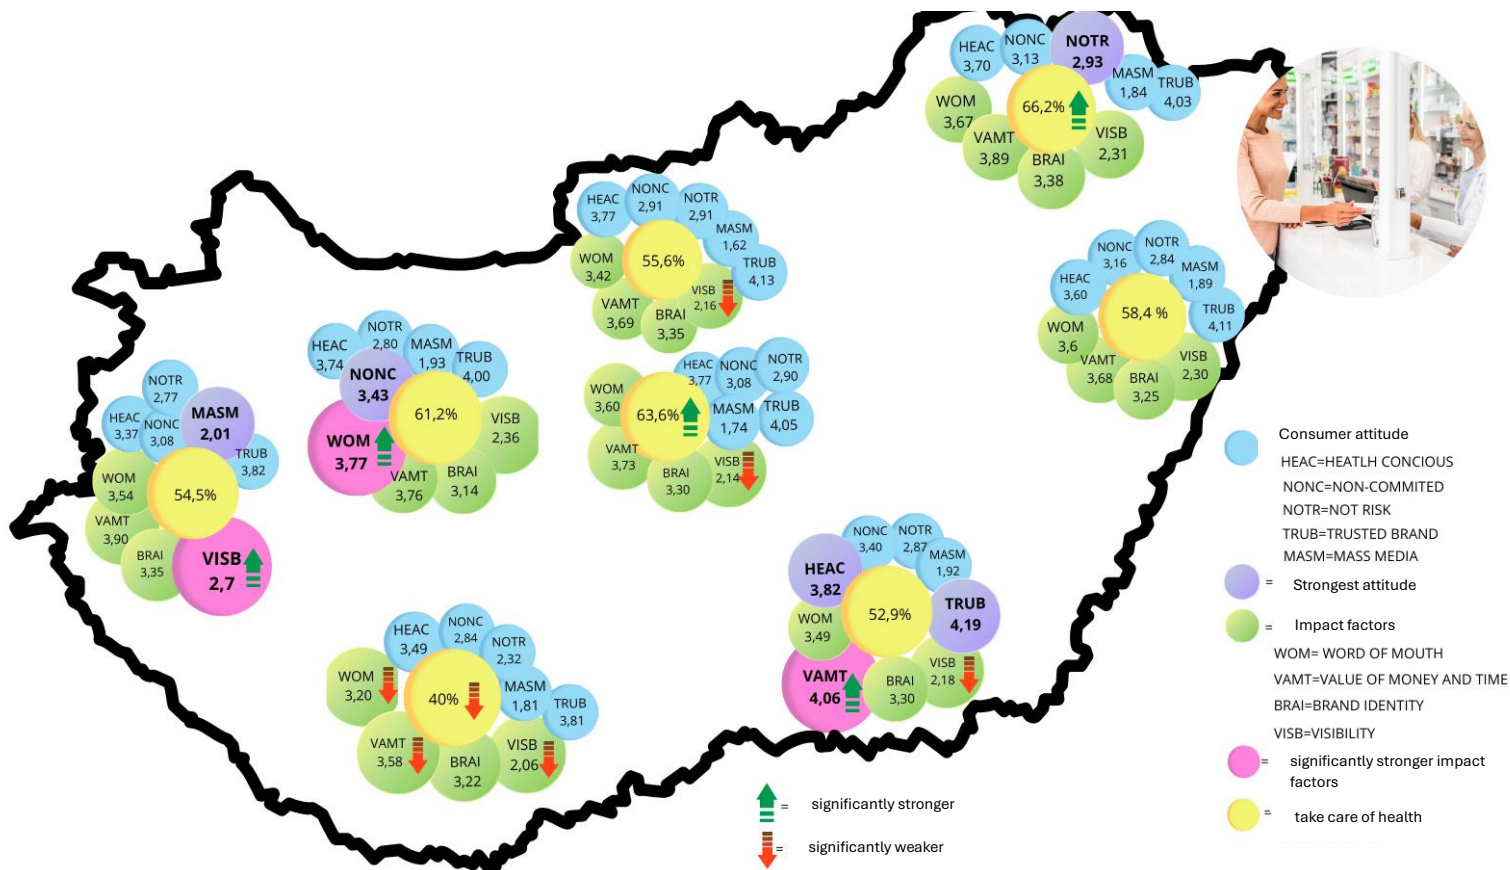 HEAC
3,70
NONC
3,13
NOTR
2,93
MASM
1,84
TRUB
4,03
WOM
3,67
66,2%
VAMT
3,89
BRAI
3,38
VISB
2,31
HEAC
3,77
NONC
2,91
NOTR
2,91
MASM
1,62
TRUB
4,13
WOM
3,42
55,6%
VAMT
3,69
BRAI
3,35
VISB
2,16
HEAC
3,60
NONC
3,16
NOTR
2,84
MASM
1,89
TRUB
4,11
WOM
3,6
58,4 %
VAMT
3,68
BRAI
3,25
VISB
2,30
HEAC
3,74
NOTR
2,80
MASM
1,93
TRUB
4,00
NONC
3,43
61,2%
WOM
3,77
VAMT
3,76
BRAI
3,14
VISB
2,36
HEAC
3,77
NONC
3,08
NOTR
2,90
MASM
1,74
TRUB
4,05
WOM
3,60
63,6%
VAMT
3,73
BRAI
3,30
VISB
2,14
NOTR
2,77
HEAC
3,37
NONC
3,08
MASM
2,01
TRUB
3,82
WOM
3,54
54,5%
VAMT
3,90
BRAI
3,35
VISB
2,7
HEAC
3,82
NONC
3,40
NOTR
2,87
MASM
1,92
TRUB
4,19
WOM
3,49
52,9%
VAMT
4,06
BRAI
3,30
VISB
2,18
HEAC
3,49
NONC
2,84
NOTR
2,32
MASM
1,81
TRUB
3,81
WOM
3,20
40%
VAMT
3,58
BRAI
3,22
VISB
2,06
Consumer attitude
HEAC=HEATLH CONCIOUS
NONC=NON-COMMITED
NOTR=NOT RISK
TRUB=TRUSTED BRAND
MASM=MASS MEDIA
= Strongest attitude
= Impact factors
WOM= WORD OF MOUTH
VAMT=VALUE OF MONEY AND TIME
BRAI=BRAND IDENTITY
VISB=VISIBILITY
= significantly stronger impact
factors
= take care of health
= significantly stronger
= significantly weaker